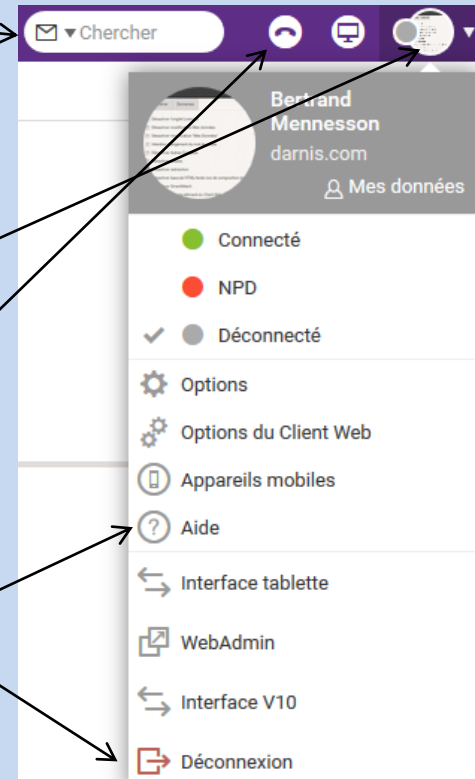 Chercher
Bertrand
Mennesson
darnis.com
Mes données
Connecté
NPD
Déconnecté
Options
Options du Client Web
Appareils mobiles
Aide
Interface tablette
WebAdmin
Interface V10
Déconnexion